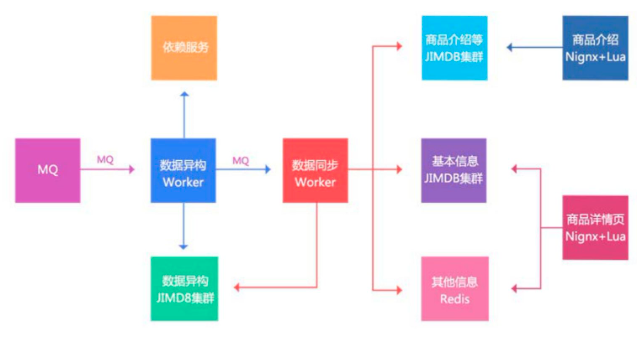 依赖服务
商品介绍等
JIMDB集群
商品介绍
Nignx+Lua
MQ
MQ
数据异构
Worker
MQ
数据同步
Worker
基本信息
JIMDB集群
商品详情页
Nignx+Lua
数据异构
JIMD8集群
其他信息
Redis